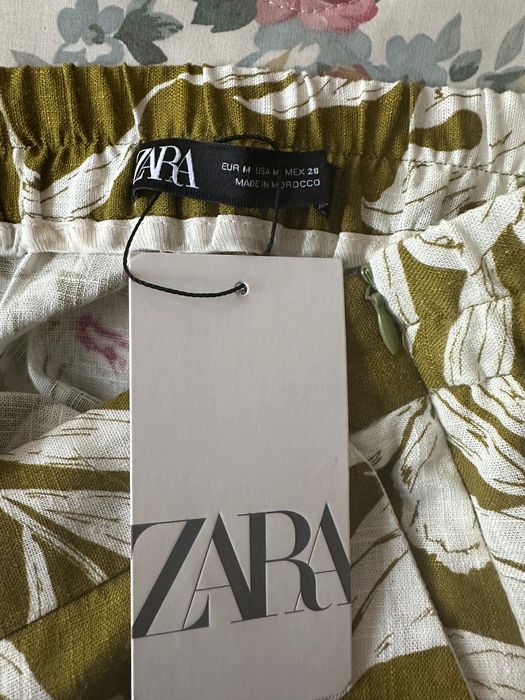 ZARA
EUR M USA M MEX 28
MADE IN MOROCCO
ZARA